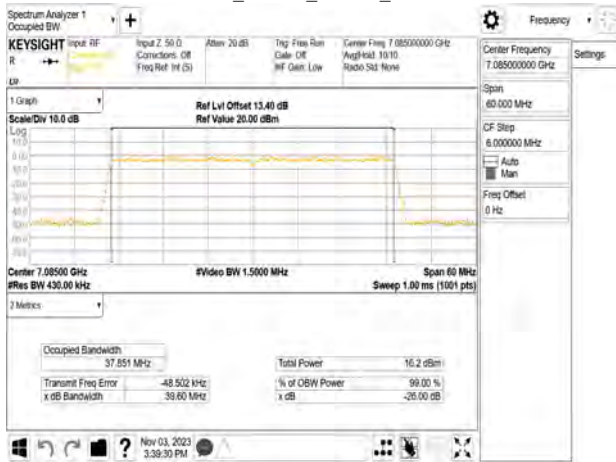 Spectrum Analyzer 1
Occupied BW
Frequency
KEYSIGHT Input: RF
R
Input Z: 50 Ω
Corrections: Off
Freq Ref: Int (S)
Atten: 20 dB
Trig: Free Run
Gate: Off
#IF Gain: Low
Center Freq: 7.085000000 GHz
Avg|Hold: 10/10
Radio Std: None
Center Frequency
7.085000000 GHz
Settings
Span
60.000 MHz
CF Step
6.000000 MHz
Auto
Man
Freq Offset
0 Hz
1 Graph
Scale/Div 10.0 dB
Ref Lvl Offset 13.40 dB
Ref Value 20.00 dBm
Log
Center 7.08500 GHz
#Res BW 430.00 kHz
#Video BW 1.5000 MHz
Span 60 MHz
Sweep 1.00 ms (1001 pts)
2 Metrics
Occupied Bandwidth
37.851 MHz
Total Power 16.2 dBm
Transmit Freq Error -48.502 kHz
% of OBW Power 99.00 %
x dB Bandwidth 39.60 MHz
x dB -26.00 dB
Nov 03, 2023
3:39:30 PM